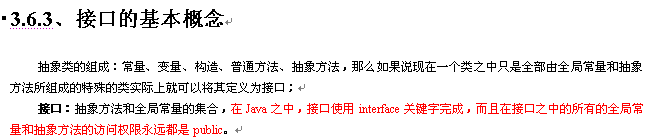 3.6.3、接口的基本概念
抽象类的组成：常量、变量、构造、普通方法、抽象方法，那么如果说现在一个类之中只是全部由全局常量和抽象
方法所组成的特殊的类实际上就可以将其定义为接口；
接口：抽象方法和全局常量的集合，在 Java 之中，接口使用 interface 关键字完成，而且在接口之中的所有的全局常
量和抽象方法的访问权限永远都是 public。